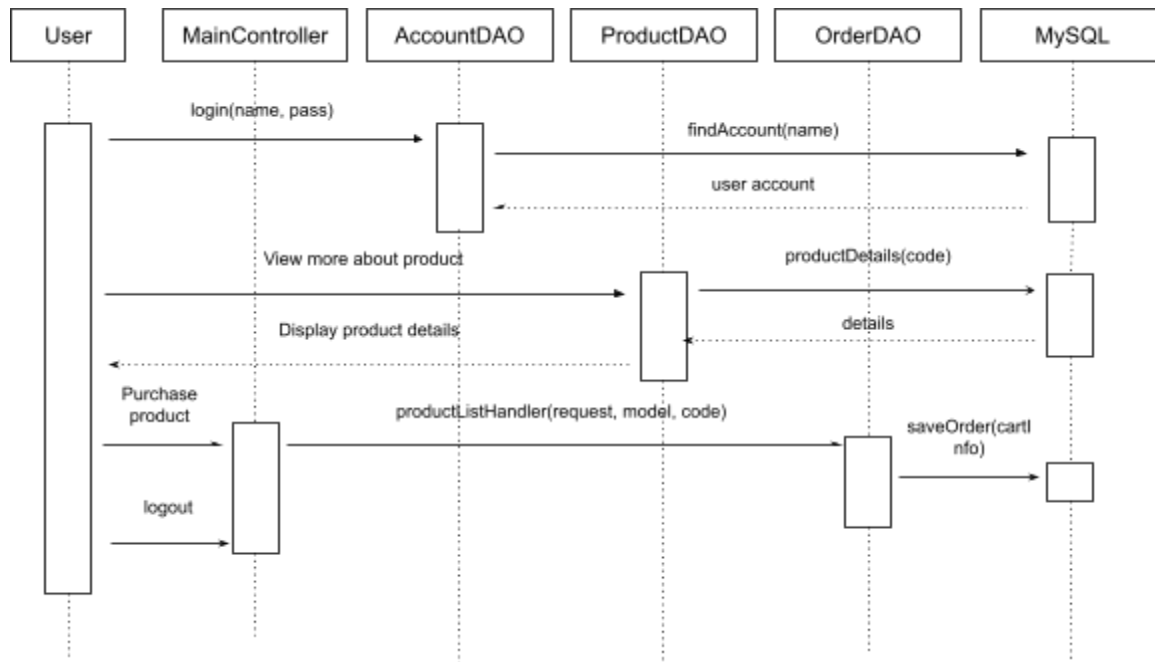 User
MainController
AccountDAO
ProductDAO
OrderDAO
MySQL
login(name, pass)
findAccount(name)
user account
View more about product
productDetails(code)
details
Display product details
Purchase
product
productListHandler(request, model, code)
saveOrder(cartI
nfo)
logout